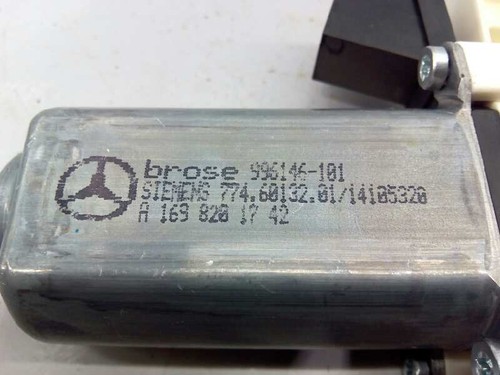 brose 996146-101
SIEMENS 774.60132.01/14105320
A 169 820 17 42